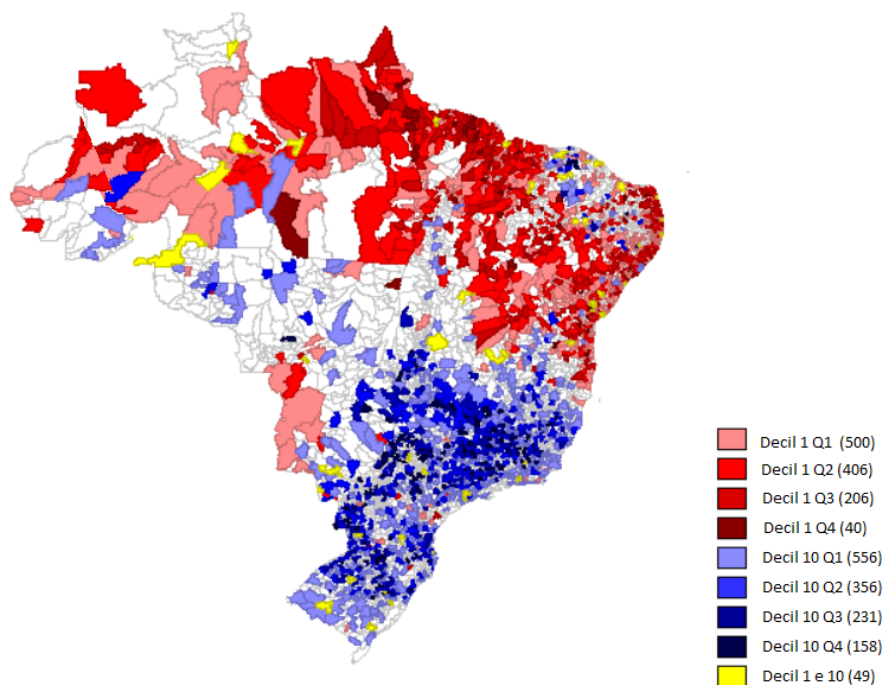 Decil 1 Q1 (500)
Decil 1 Q2 (406)
Decil 1 Q3 (206)
Decil 1 Q4 (40)
Decil 10 Q1 (556)
Decil 10 Q2 (356)
Decil 10 Q3 (231)
Decil 10 Q4 (158)
Decil 1 e 10 (49)